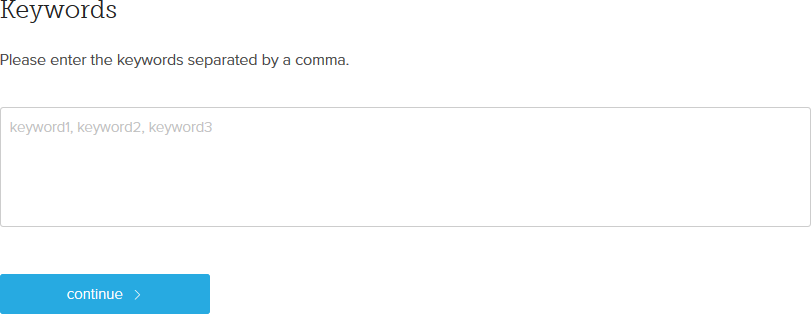 Keywords
Please enter the keywords separated by a comma.
keyword1, keyword2, keyword3
continue